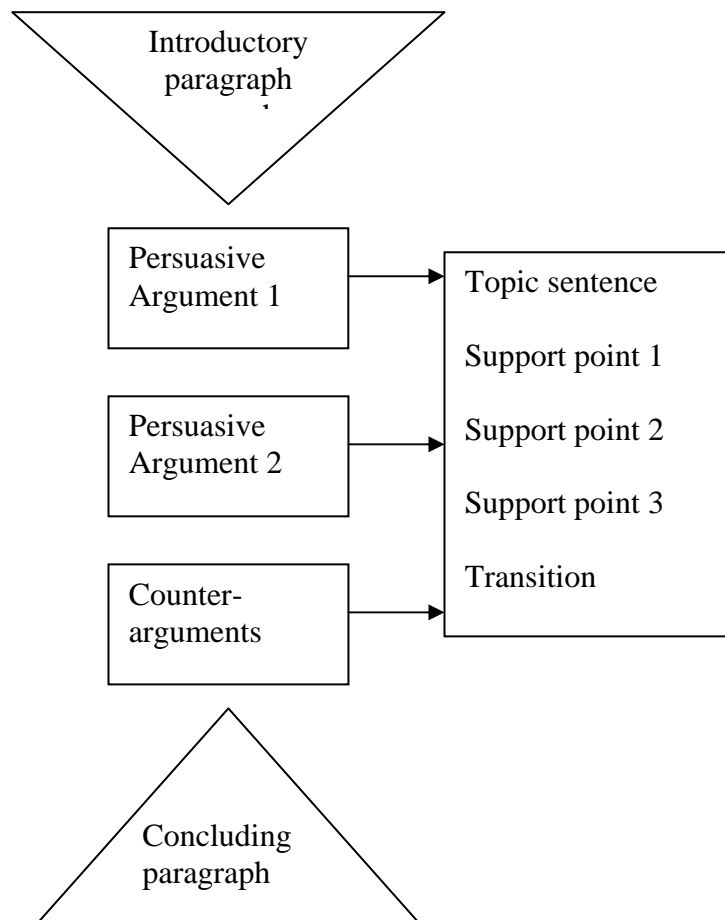 Introductory
paragraph
Persuasive
Argument 1
Topic sentence
Support point 1
Persuasive
Argument 2
Support point 2
Support point 3
Counter-
arguments
Transition
Concluding
paragraph